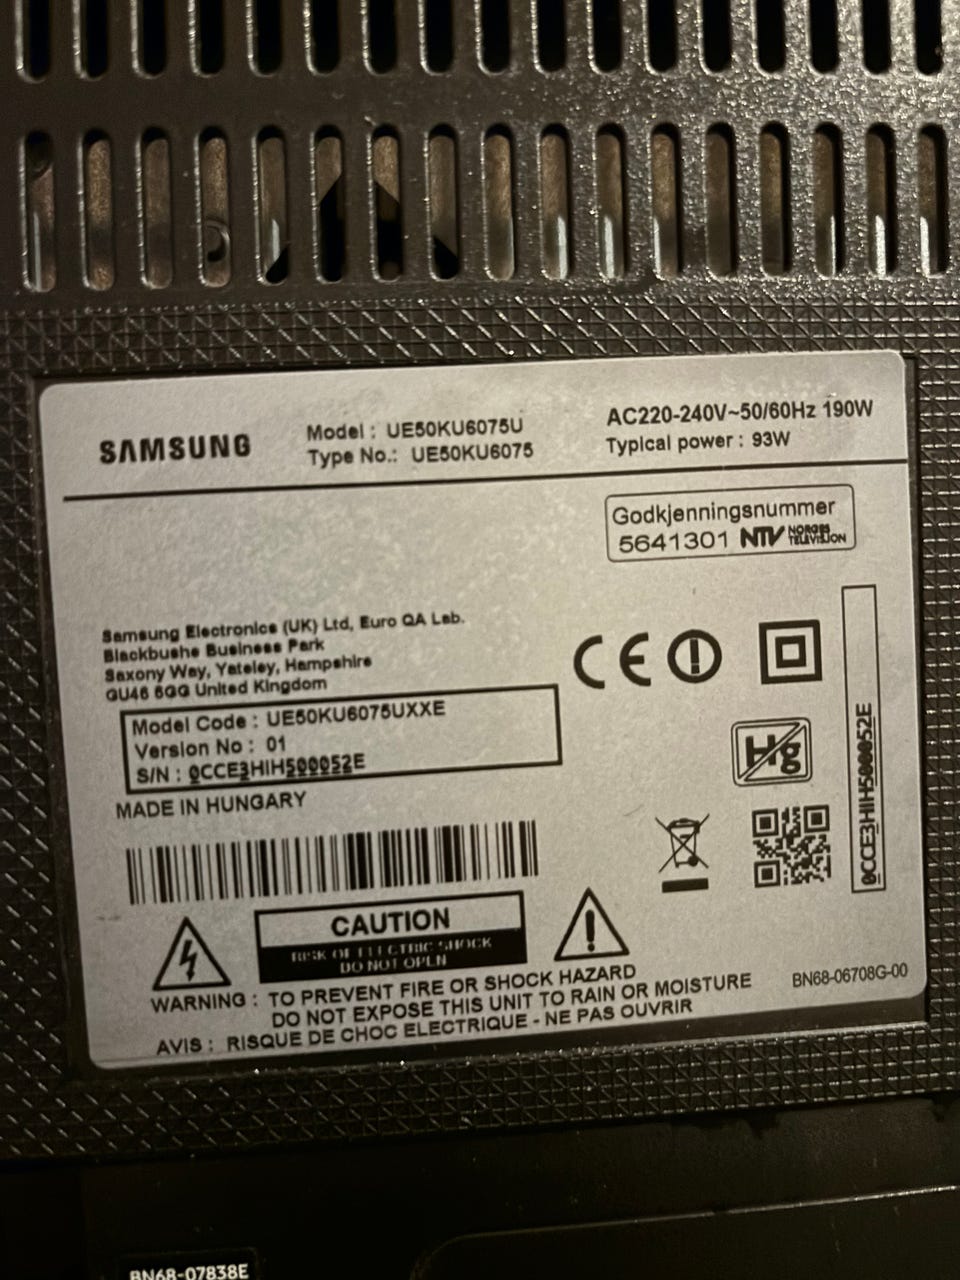 SAMSUNG
Model : UE50KU6075U
Type No.: UE50KU6075
AC220-240V~50/60Hz 190W
Typical power : 93W
Godkjenningsnummer
5641301 NTV NORGES TELEVISJON
Samsung Electronics (UK) Ltd, Euro QA Lab.
Blackbushe Business Park
Saxony Way, Yateley, Hampshire
GU46 6GG United Kingdom
CE
Model Code : UE50KU6075UXXE
Version No : 01
S/N : 0CCE3HIH500052E
Hg
0CCE3HIH500052E
MADE IN HUNGARY
CAUTION
RISK OF ELECTRIC SHOCK
DO NOT OPEN
WARNING : TO PREVENT FIRE OR SHOCK HAZARD
DO NOT EXPOSE THIS UNIT TO RAIN OR MOISTURE
AVIS : RISQUE DE CHOC ELECTRIQUE - NE PAS OUVRIR
BN68-06708G-00
BN68-07838E